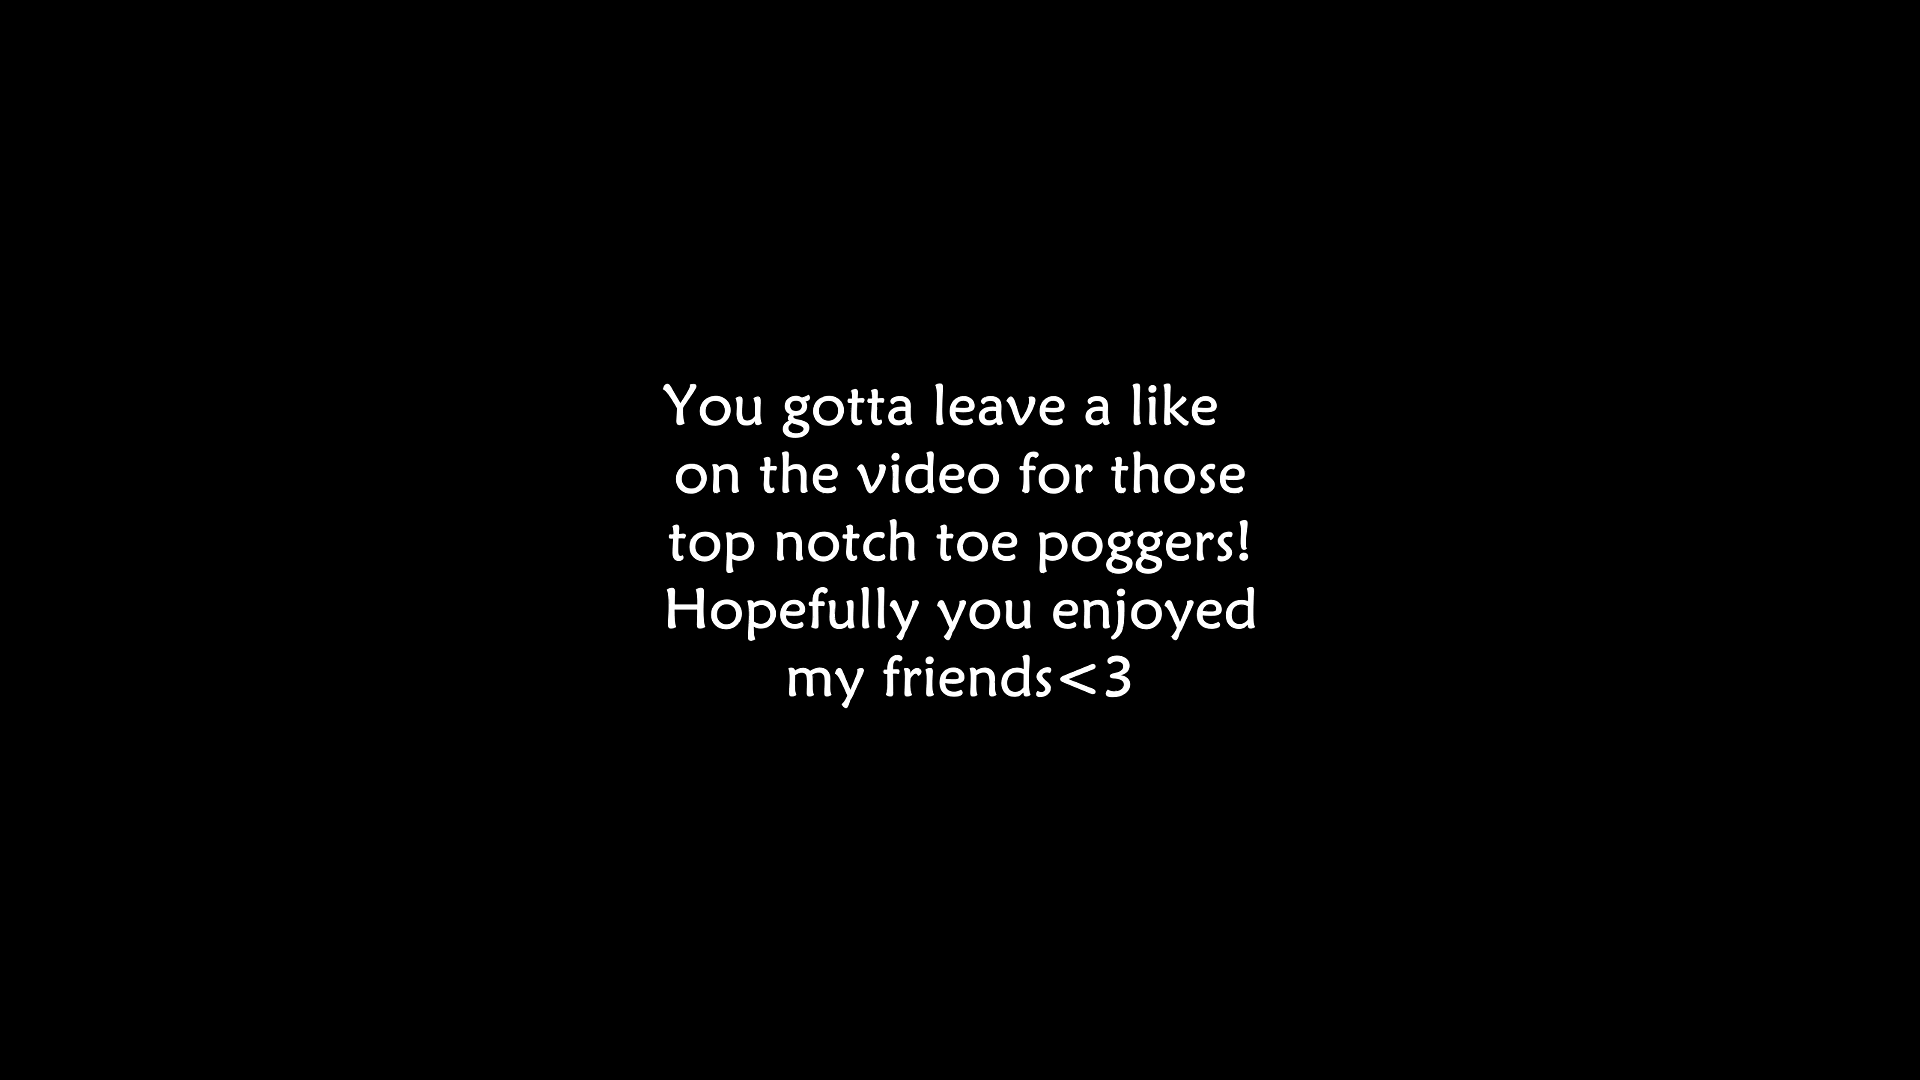 You gotta leave a like
on the video for those
top notch toe poggers!
Hopefully you enjoyed
my friends<3